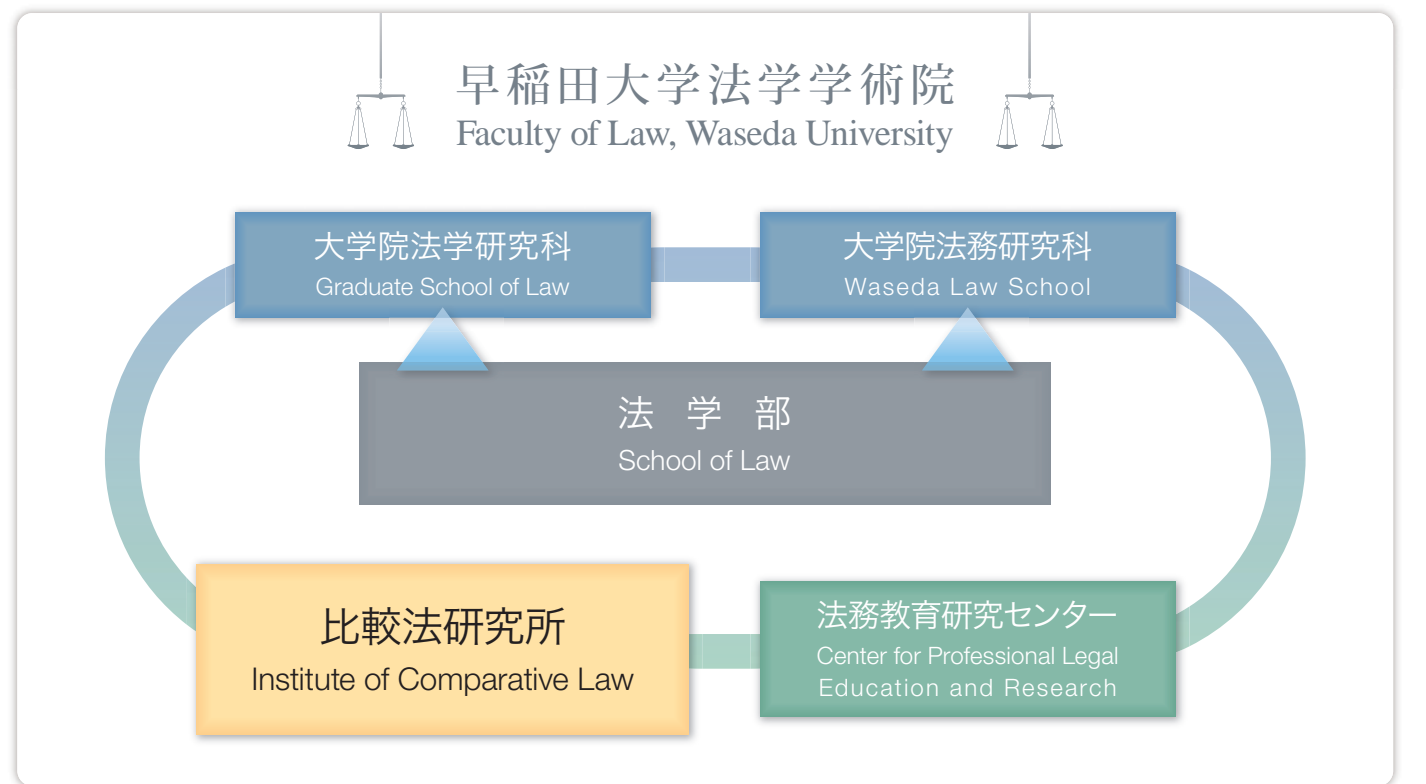 早稲田大学法学学術院
Faculty of Law, Waseda University
大学院法学研究科
Graduate School of Law
大学院法務研究科
Waseda Law School
法 学 部
School of Law
比較法研究所
Institute of Comparative Law
法務教育研究センター
Center for Professional Legal
Education and Research